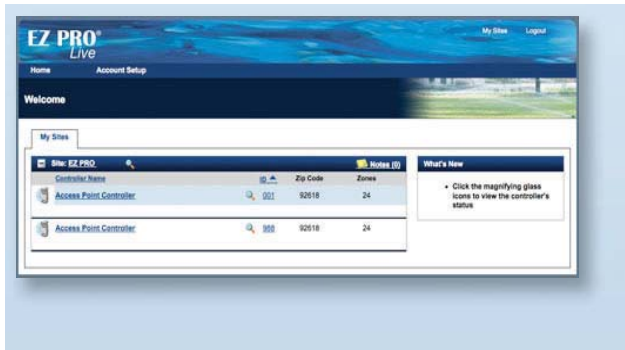 EZ PRO®
Live
My Sites Logout
Home Account Setup
Welcome
My Sites
Site: EZ PRO Notes (0)
Controller Name ID Zip Code Zones
Access Point Controller 001 92618 24
Access Point Controller 92618 24
What's New
• Click the magnifying glass
icons to view the controller's
status